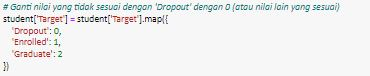 # Ganti nilai yang tidak sesuai dengan 'Dropout' dengan 0 (atau nilai lain yang sesuai)
student['Target'] = student['Target'].map({
'Dropout': 0,
'Enrolled': 1,
'Graduate': 2
})